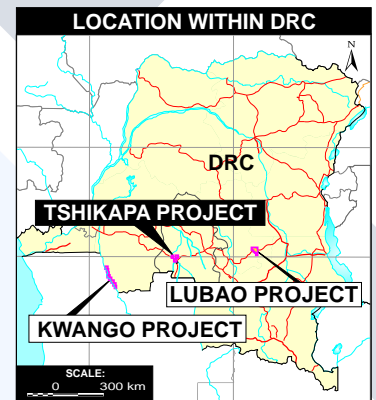 LOCATION WITHIN DRC
N
DRC
TSHIKAPA PROJECT
LUBAO PROJECT
KWANGO PROJECT
SCALE:
0 300 km